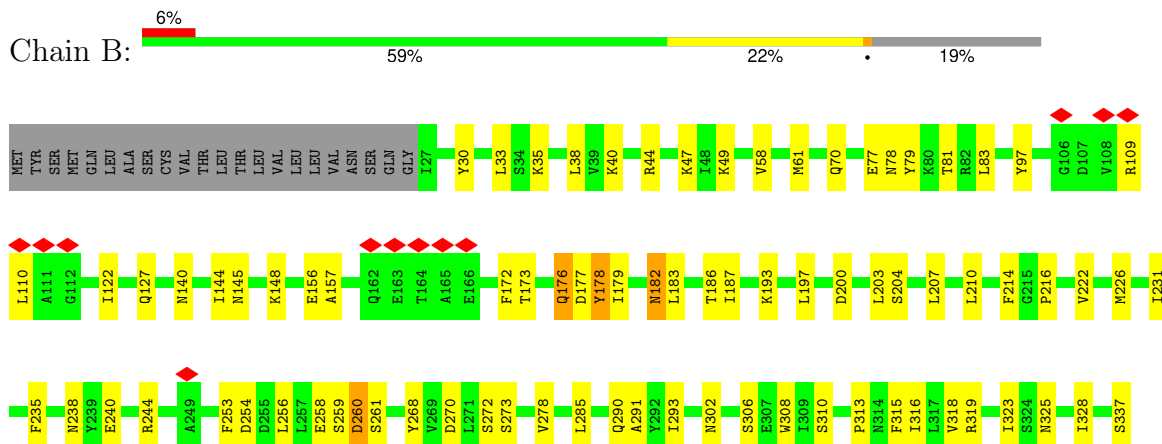 6%
Chain B:
59% 22% • 19%
MET TYR SER MET GLN LEU ALA SER CYS VAL THR LEU THR LEU VAL LEU LEU VAL ASN SER GLN GLY I27 Y30 L33 S34 K35 L38 V39 K40 R44 K47 I48 K49 V58 M61 Q70 E77 N78 Y79 K80 T81 R82 L83 Y97 G106 D107 V108 R109
L110 A111 G112 I122 Q127 N140 I144 N145 K148 E156 A157 Q162 E163 T164 A165 E166 F172 T173 Q176 D177 Y178 I179 N182 L183 T186 I187 K193 L197 D200 L203 S204 L207 L210 F214 G215 P216 V222 M226 I231
F235 N238 Y239 E240 R244 A249 F253 D254 D255 L256 L257 E258 S259 D260 S261 Y268 V269 D270 L271 S272 S273 V278 L285 Q290 A291 Y292 I293 N302 S306 E307 W308 I309 S310 P313 N314 F315 I316 L317 V318 R319 I323 S324 N325 I328 S337